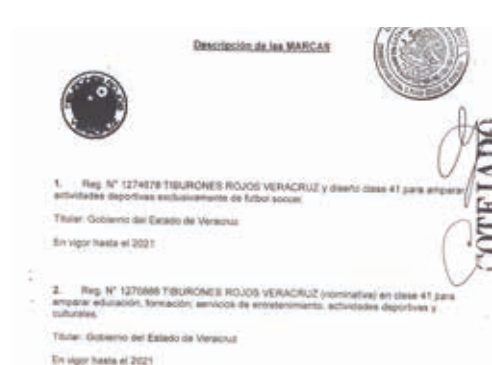 Descripción de las MARCAS
COTEJADO
1. Reg. N° 1274678 TIBURONES ROJOS VERACRUZ y diseño clase 41 para amparar
actividades deportivas exclusivamente de futbol soccer.
Titular: Gobierno del Estado de Veracruz
En vigor hasta el 2021
2. Reg. N° TIBURONES ROJOS VERACRUZ (nominativa) en clase 41 para
amparar educación, formación; servicios de entretenimiento, actividades deportivas y
culturales.
Titular: Gobierno del Estado de Veracruz
En vigor hasta el 2021